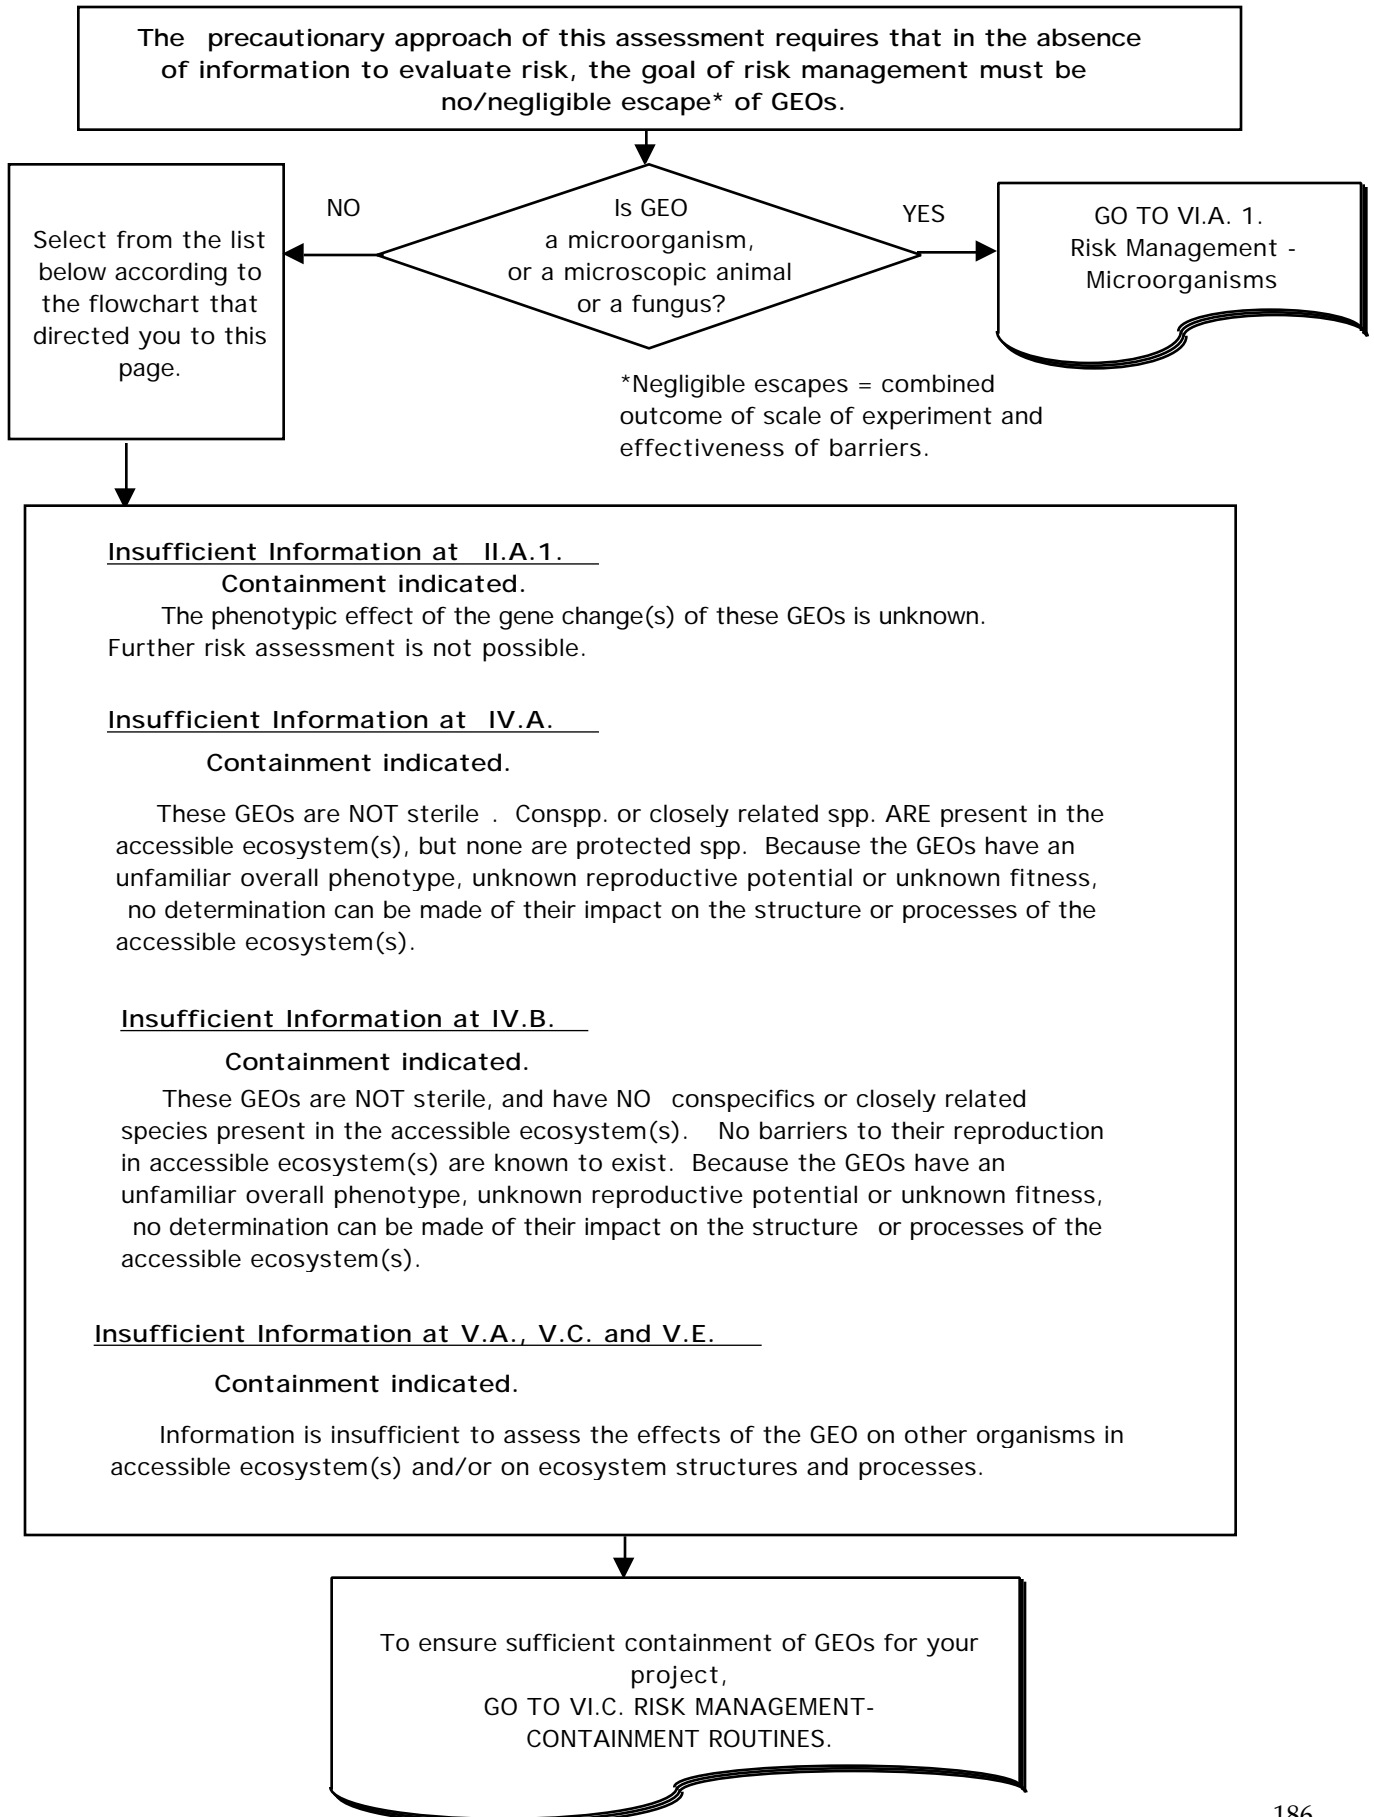 The precautionary approach of this assessment requires that in the absence
of information to evaluate risk, the goal of risk management must be
no/negligible escape* of GEOs.
Select from the list
below according to
the flowchart that
directed you to this
page.
NO
Is GEO
a microorganism,
or a microscopic animal
or a fungus?
YES
GO TO VI.A. 1.
Risk Management -
Microorganisms
*Negligible escapes = combined
outcome of scale of experiment and
effectiveness of barriers.
Insufficient Information at II.A.1.
Containment indicated.
The phenotypic effect of the gene change(s) of these GEOs is unknown.
Further risk assessment is not possible.
Insufficient Information at IV.A.
Containment indicated.
These GEOs are NOT sterile . Conspp. or closely related spp. ARE present in the
accessible ecosystem(s), but none are protected spp. Because the GEOs have an
unfamiliar overall phenotype, unknown reproductive potential or unknown fitness,
no determination can be made of their impact on the structure or processes of the
accessible ecosystem(s).
Insufficient Information at IV.B.
Containment indicated.
These GEOs are NOT sterile, and have NO conspecifics or closely related
species present in the accessible ecosystem(s). No barriers to their reproduction
in accessible ecosystem(s) are known to exist. Because the GEOs have an
unfamiliar overall phenotype, unknown reproductive potential or unknown fitness,
no determination can be made of their impact on the structure or processes of the
accessible ecosystem(s).
Insufficient Information at V.A., V.C. and V.E.
Containment indicated.
Information is insufficient to assess the effects of the GEO on other organisms in
accessible ecosystem(s) and/or on ecosystem structures and processes.
To ensure sufficient containment of GEOs for your
project,
GO TO VI.C. RISK MANAGEMENT-
CONTAINMENT ROUTINES.
186